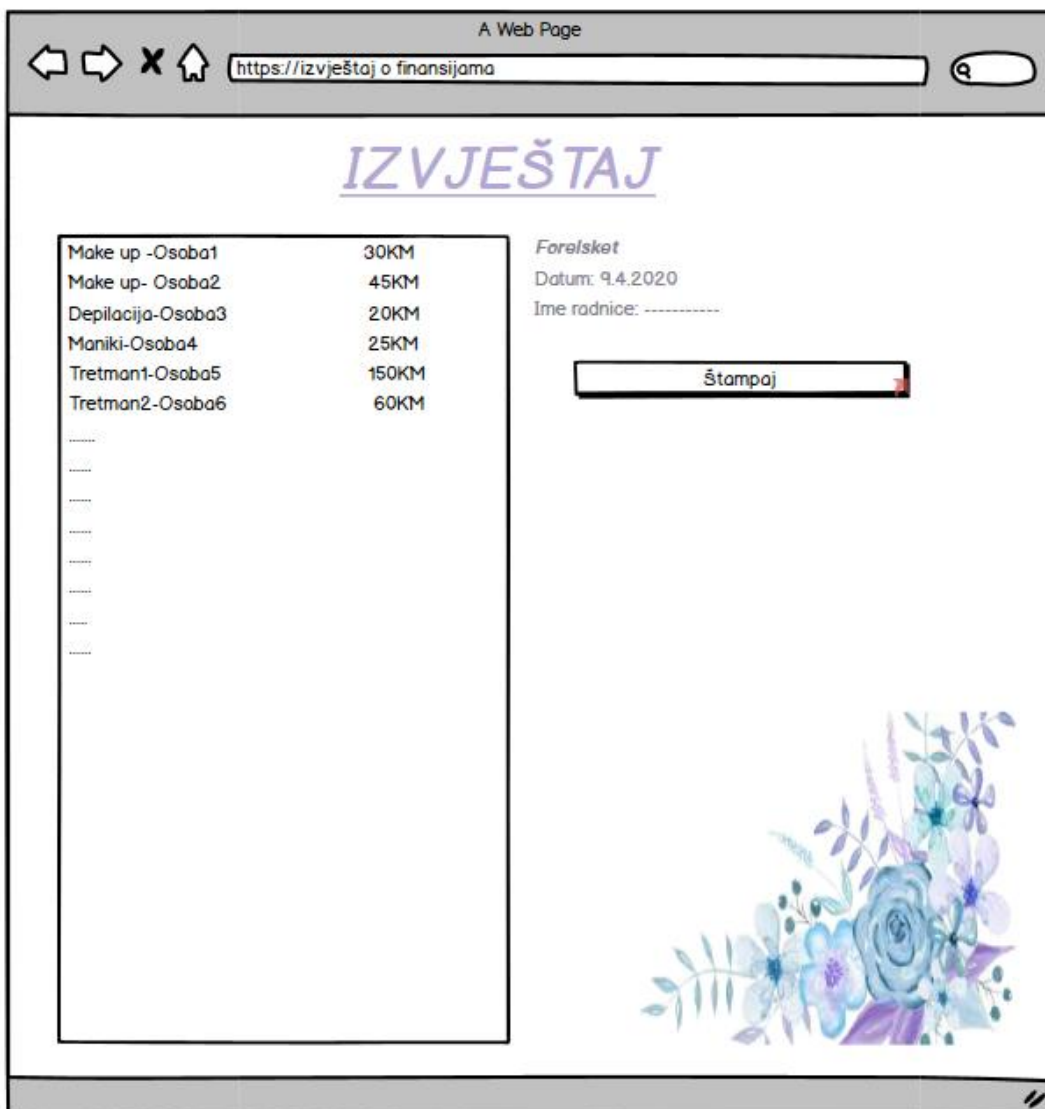 A Web Page
https://izvještaj o finansijama
IZVJEŠTAJ
Make up -Osoba1 30KM
Make up- Osoba2 45KM
Depilacija-Osoba3 20KM
Maniki-Osoba4 25KM
Tretman1-Osoba5 150KM
Tretman2-Osoba6 60KM
.......
......
......
......
......
......
.....
......
Forelsket
Datum: 9.4.2020
Ime radnice: -----------
Štampaj